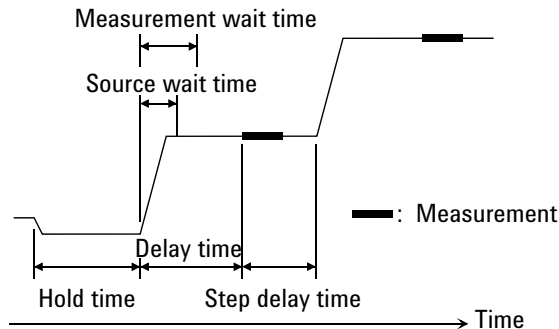 Measurement wait time
Source wait time
: Measurement
Delay time
Hold time
Step delay time
Time